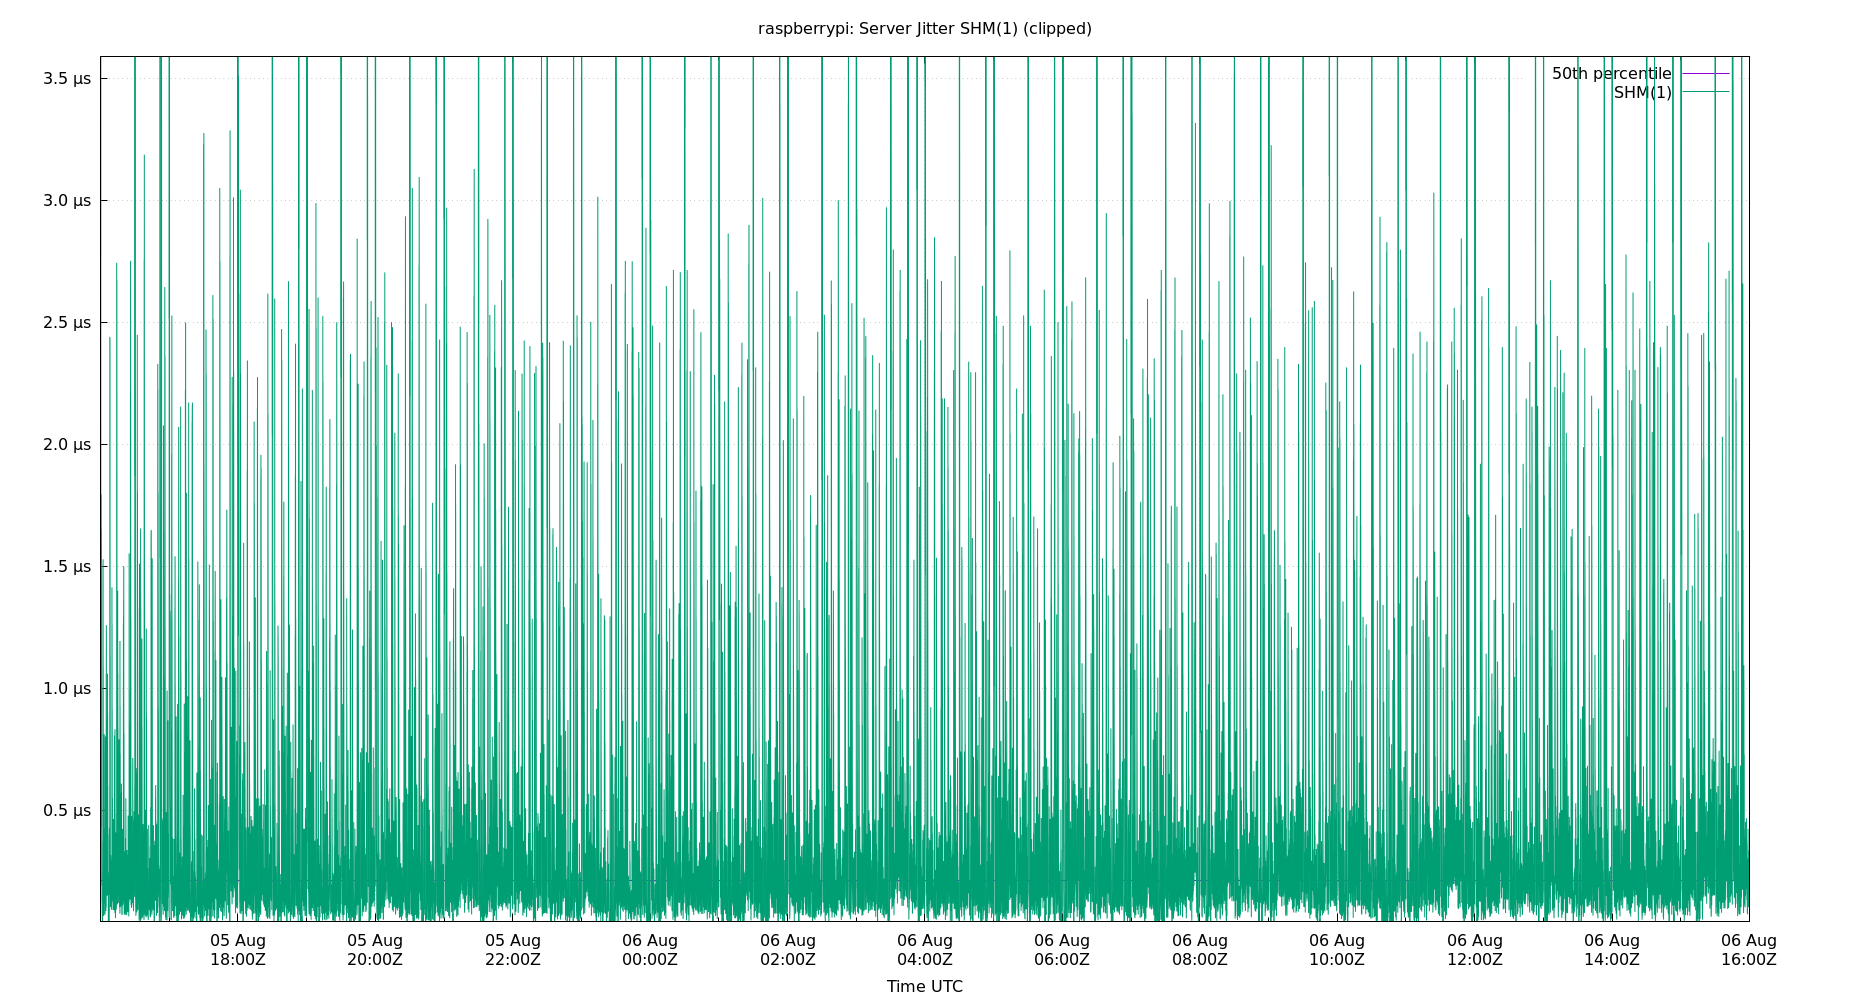 raspberrypi: Server Jitter SHM(1) (clipped)
3.5 µs
3.0 µs
2.5 µs
2.0 µs
1.5 µs
1.0 µs
0.5 µs
50th percentile
SHM(1)
05 Aug 05 Aug 05 Aug 06 Aug 06 Aug 06 Aug 06 Aug 06 Aug 06 Aug 06 Aug 06 Aug 06 Aug
18:00Z 20:00Z 22:00Z 00:00Z 02:00Z 04:00Z 06:00Z 08:00Z 10:00Z 12:00Z 14:00Z 16:00Z
Time UTC